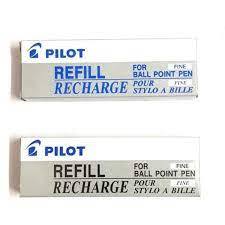 PILOT
REFILL FOR FINE
BALL POINT PEN
RECHARGE POUR FINE
STYLO A BILLE
PILOT
REFILL FOR FINE
BALL POINT PEN
RECHARGE POUR FINE
STYLO A BILLE